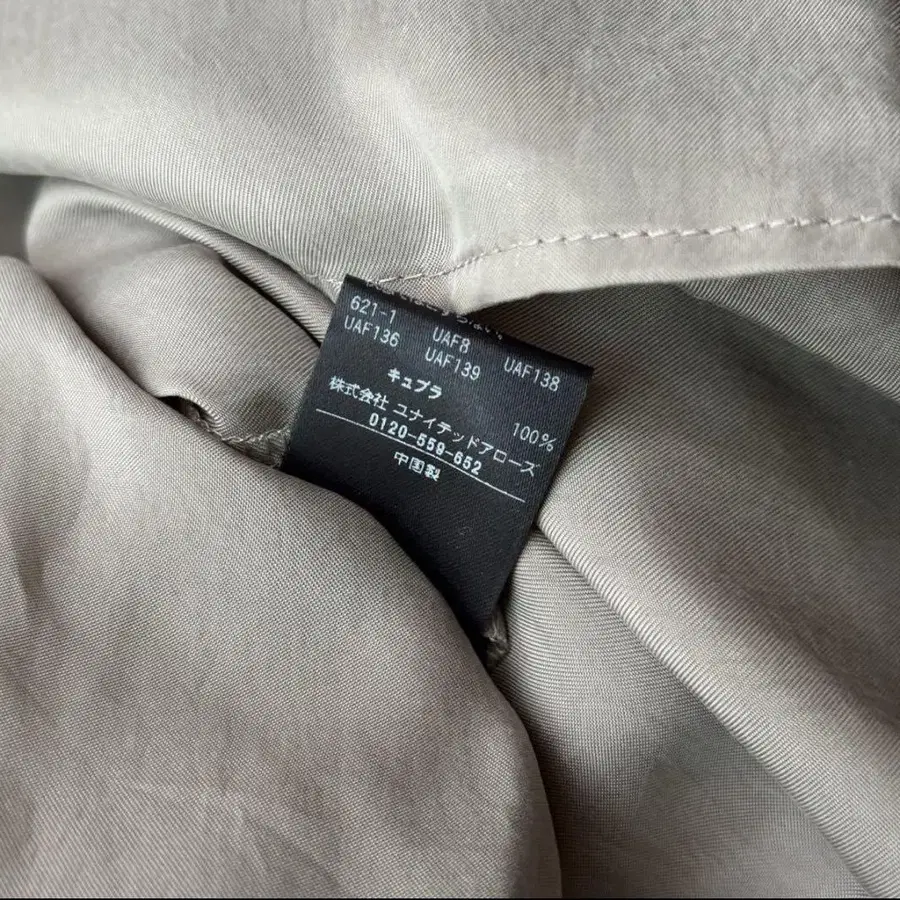 621-1 UAF8 UAF138
UAF136 UAF139
キュプラ 100%
株式会社 ユナイテッドアローズ
0120-559-652
中国製